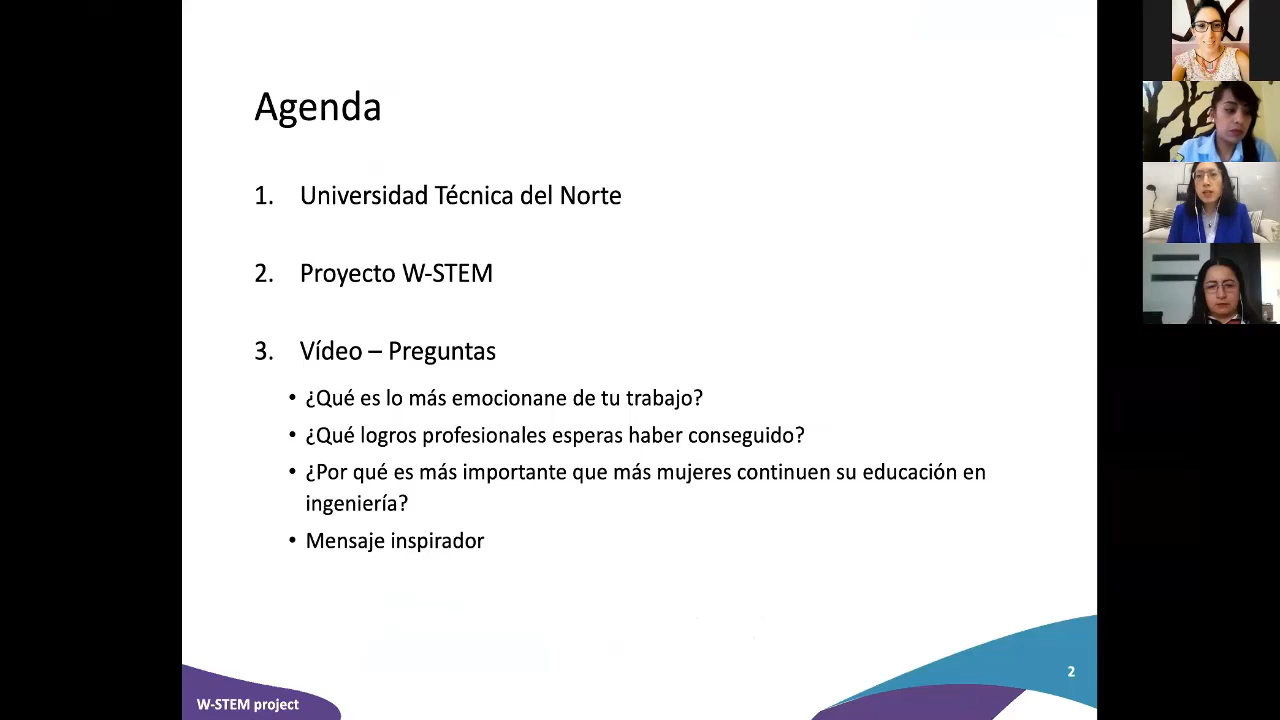 Agenda
1. Universidad Técnica del Norte
2. Proyecto W-STEM
3. Vídeo – Preguntas
• ¿Qué es lo más emocionane de tu trabajo?
• ¿Qué logros profesionales esperas haber conseguido?
• ¿Por qué es más importante que más mujeres continuen su educación en
ingeniería?
• Mensaje inspirador
2
W-STEM project